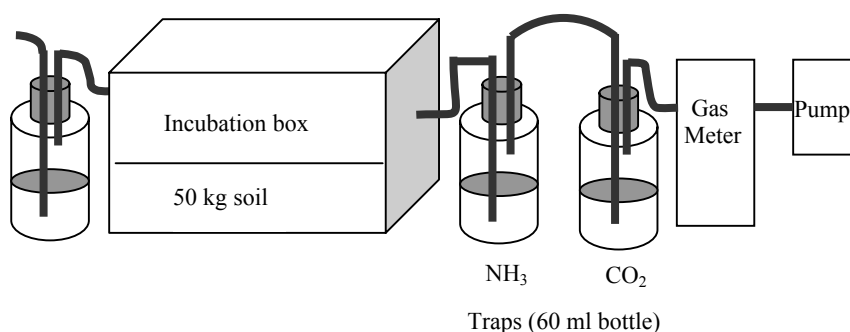 Incubation box
50 kg soil
Gas
Meter
Pump
NH₃
CO₂
Traps (60 ml bottle)